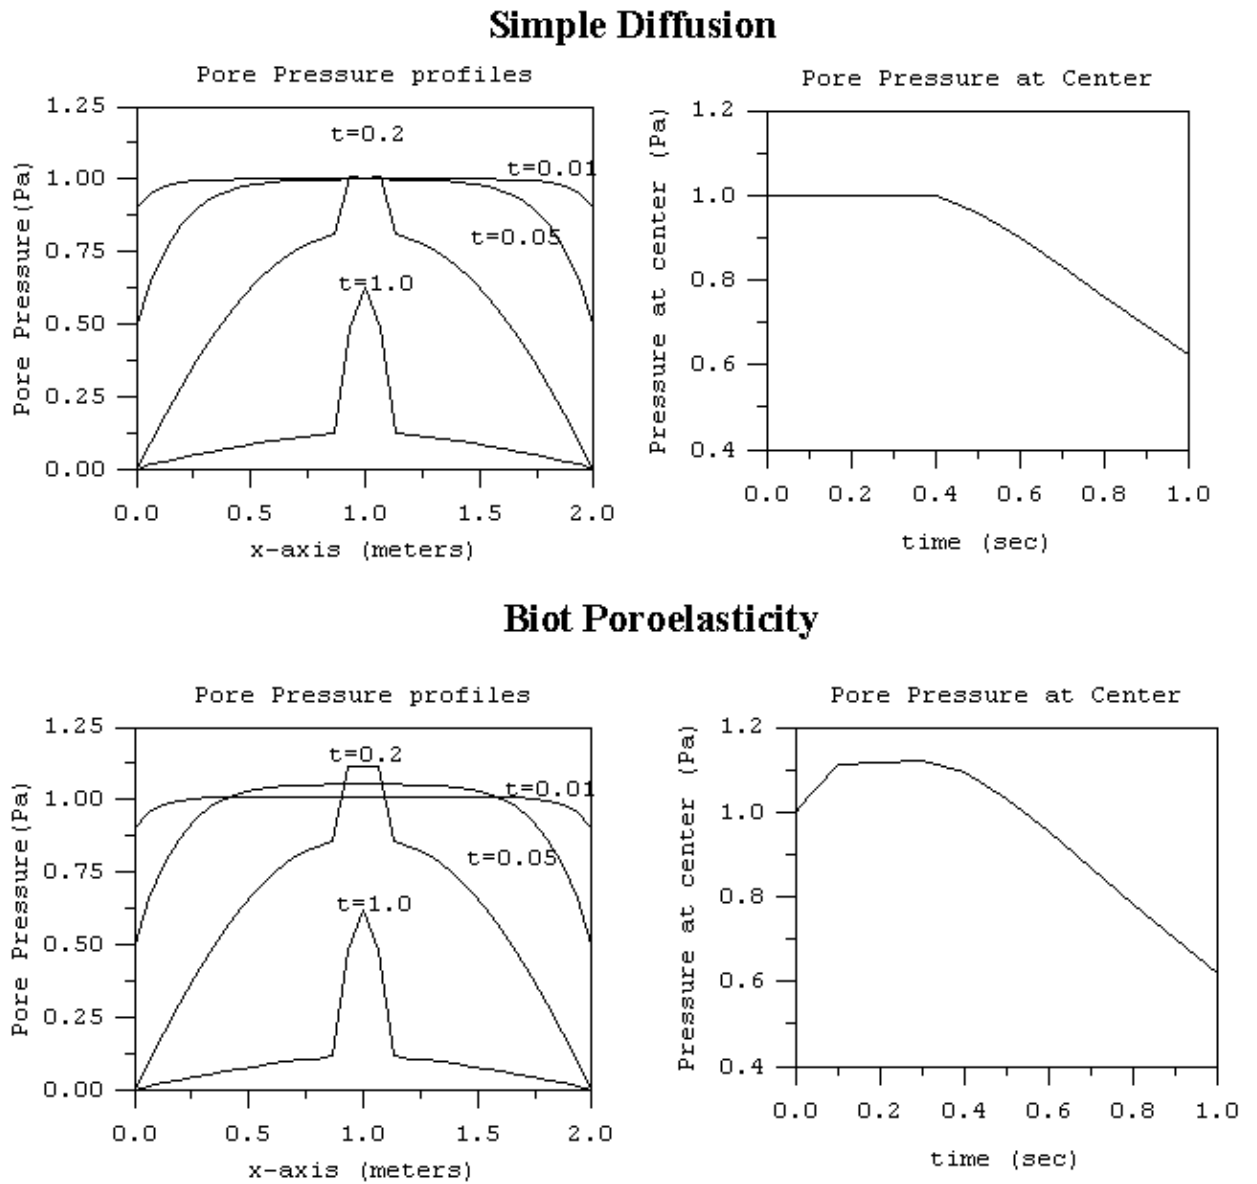 Simple Diffusion
Pore Pressure profiles
1.25
1.00
0.75
0.50
0.25
0.00
Pore Pressure(Pa)
t=0.2
t=0.01
t=0.05
t=1.0
0.0 0.5 1.0 1.5 2.0
x-axis (meters)
Pore Pressure at Center
1.2
1.0
0.8
0.6
0.4
Pressure at center (Pa)
0.0 0.2 0.4 0.6 0.8 1.0
time (sec)
Biot Poroelasticity
Pore Pressure profiles
1.25
1.00
0.75
0.50
0.25
0.00
Pore Pressure(Pa)
t=0.2
t=0.01
t=0.05
t=1.0
0.0 0.5 1.0 1.5 2.0
x-axis (meters)
Pore Pressure at Center
1.2
1.0
0.8
0.6
0.4
Pressure at center (Pa)
0.0 0.2 0.4 0.6 0.8 1.0
time (sec)